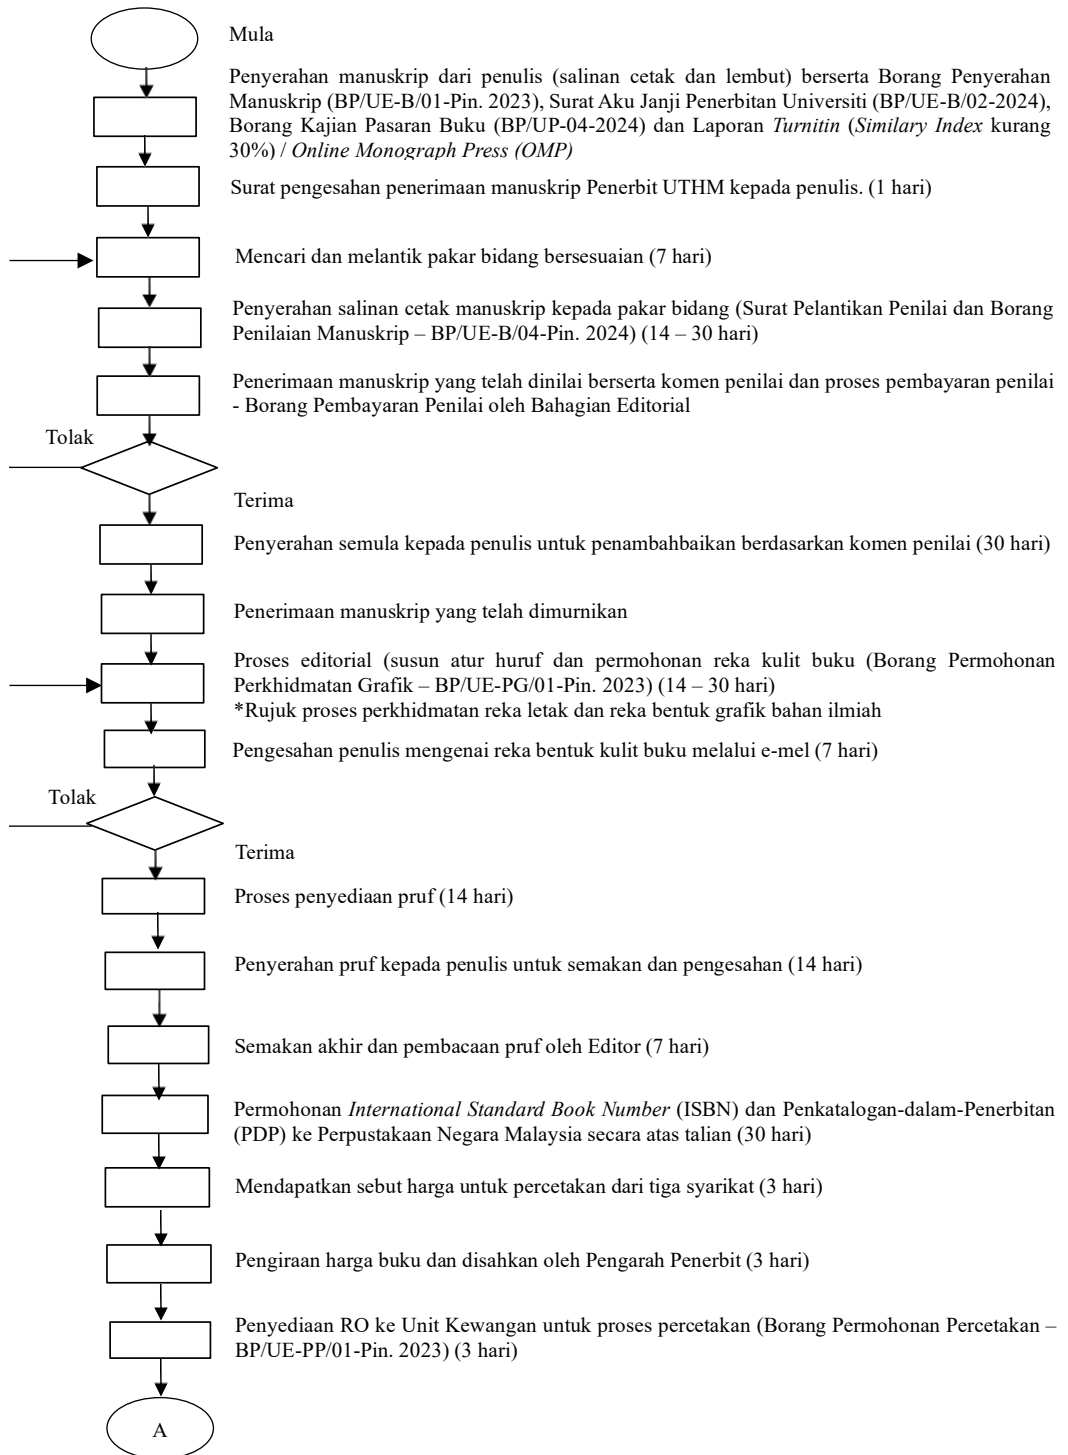 Mula
Penyerahan manuskrip dari penulis (salinan cetak dan lembut) berserta Borang Penyerahan
Manuskrip (BP/UE-B/01-Pin. 2023), Surat Aku Janji Penerbitan Universiti (BP/UE-B/02-2024),
Borang Kajian Pasaran Buku (BP/UP-04-2024) dan Laporan Turnitin (Similary Index kurang
30%) / Online Monograph Press (OMP)
Surat pengesahan penerimaan manuskrip Penerbit UTHM kepada penulis. (1 hari)
Mencari dan melantik pakar bidang bersesuaian (7 hari)
Penyerahan salinan cetak manuskrip kepada pakar bidang (Surat Pelantikan Penilai dan Borang
Penilaian Manuskrip – BP/UE-B/04-Pin. 2024) (14 – 30 hari)
Penerimaan manuskrip yang telah dinilai berserta komen penilai dan proses pembayaran penilai
- Borang Pembayaran Penilai oleh Bahagian Editorial
Tolak
Terima
Penyerahan semula kepada penulis untuk penambahbaikan berdasarkan komen penilai (30 hari)
Penerimaan manuskrip yang telah dimurnikan
Proses editorial (susun atur huruf dan permohonan reka kulit buku (Borang Permohonan
Perkhidmatan Grafik – BP/UE-PG/01-Pin. 2023) (14 – 30 hari)
*Rujuk proses perkhidmatan reka letak dan reka bentuk grafik bahan ilmiah
Pengesahan penulis mengenai reka bentuk kulit buku melalui e-mel (7 hari)
Tolak
Terima
Proses penyediaan pruf (14 hari)
Penyerahan pruf kepada penulis untuk semakan dan pengesahan (14 hari)
Semakan akhir dan pembacaan pruf oleh Editor (7 hari)
Permohonan International Standard Book Number (ISBN) dan Penkatalogan-dalam-Penerbitan
(PDP) ke Perpustakaan Negara Malaysia secara atas talian (30 hari)
Mendapatkan sebut harga untuk percetakan dari tiga syarikat (3 hari)
Pengiraan harga buku dan disahkan oleh Pengarah Penerbit (3 hari)
Penyediaan RO ke Unit Kewangan untuk proses percetakan (Borang Permohonan Percetakan –
BP/UE-PP/01-Pin. 2023) (3 hari)
A